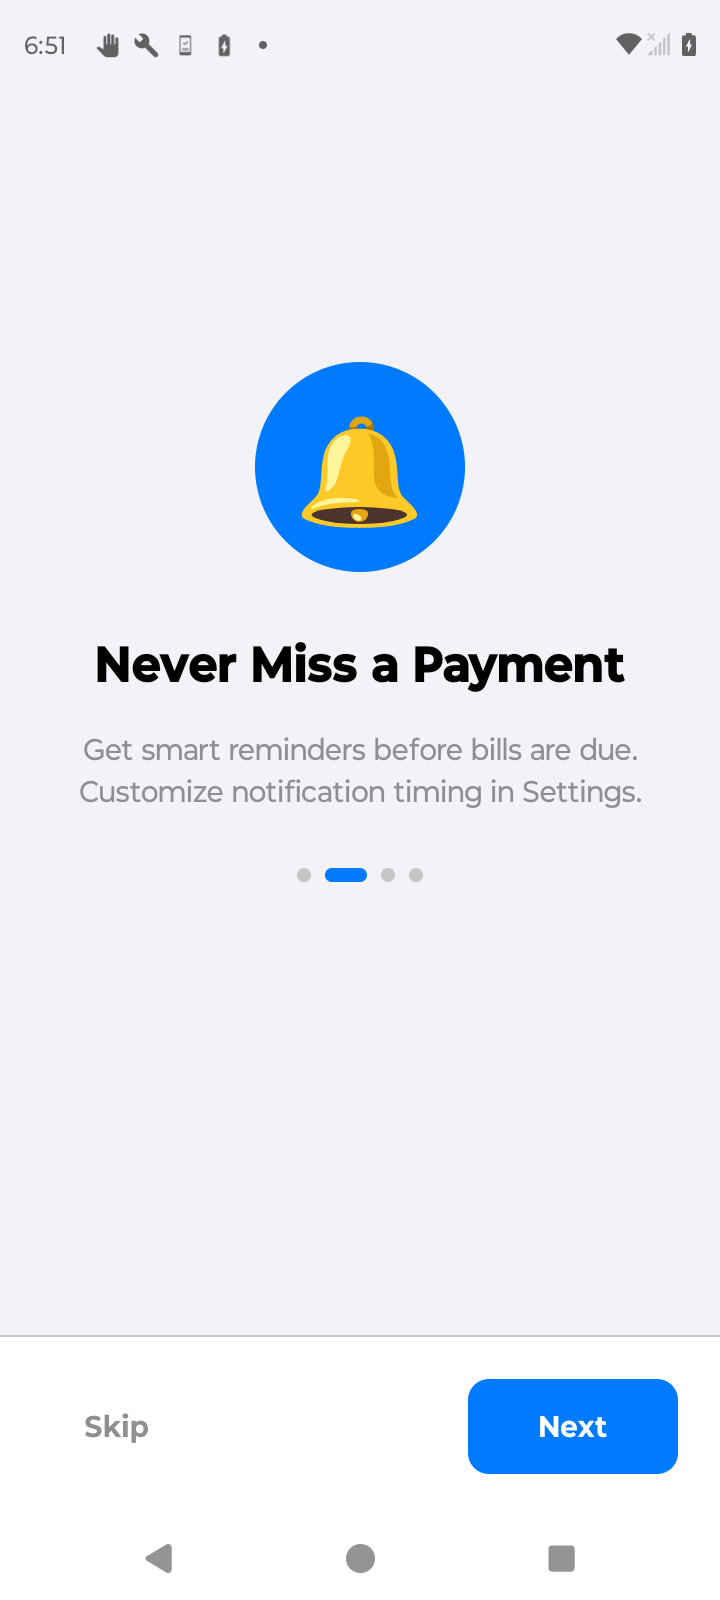 6:51
Never Miss a Payment
Get smart reminders before bills are due.
Customize notification timing in Settings.
Skip
Next